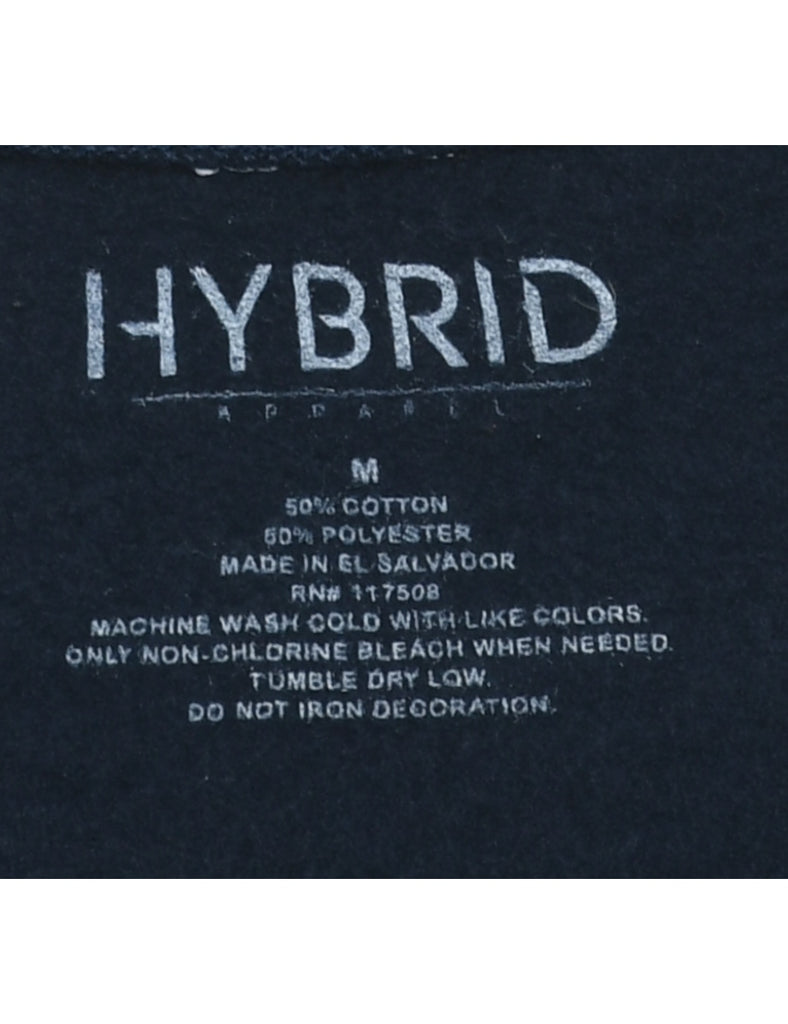 HYBRID
APPAREL
M
50% COTTON
50% POLYESTER
MADE IN EL SALVADOR
RN# 117508
MACHINE WASH COLD WITH LIKE COLORS.
ONLY NON-CHLORINE BLEACH WHEN NEEDED.
TUMBLE DRY LOW.
DO NOT IRON DECORATION.